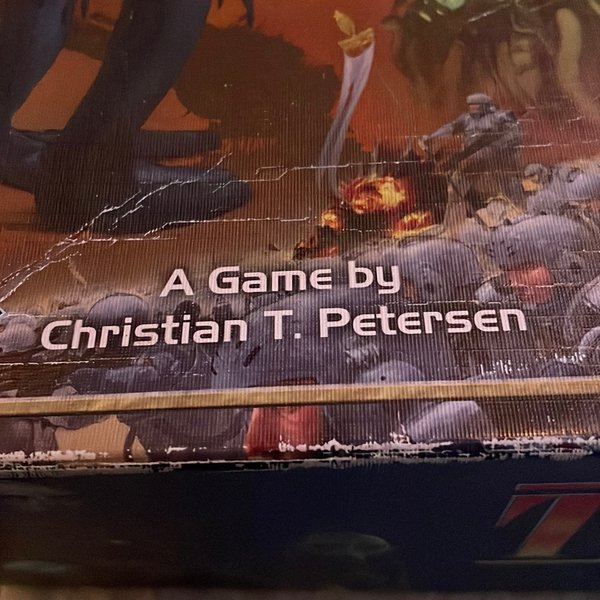 A Game by
Christian T. Petersen
T